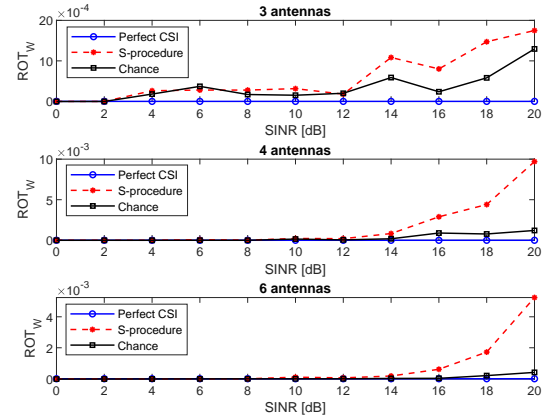 3 antennas
×10⁻⁴
20
10
0
ROT_W
Perfect CSI
S-procedure
Chance
0 2 4 6 8 10 12 14 16 18 20
SINR [dB]
4 antennas
×10⁻³
10
5
0
ROT_W
Perfect CSI
S-procedure
Chance
0 2 4 6 8 10 12 14 16 18 20
SINR [dB]
6 antennas
×10⁻³
4
2
0
ROT_W
Perfect CSI
S-procedure
Chance
0 2 4 6 8 10 12 14 16 18 20
SINR [dB]